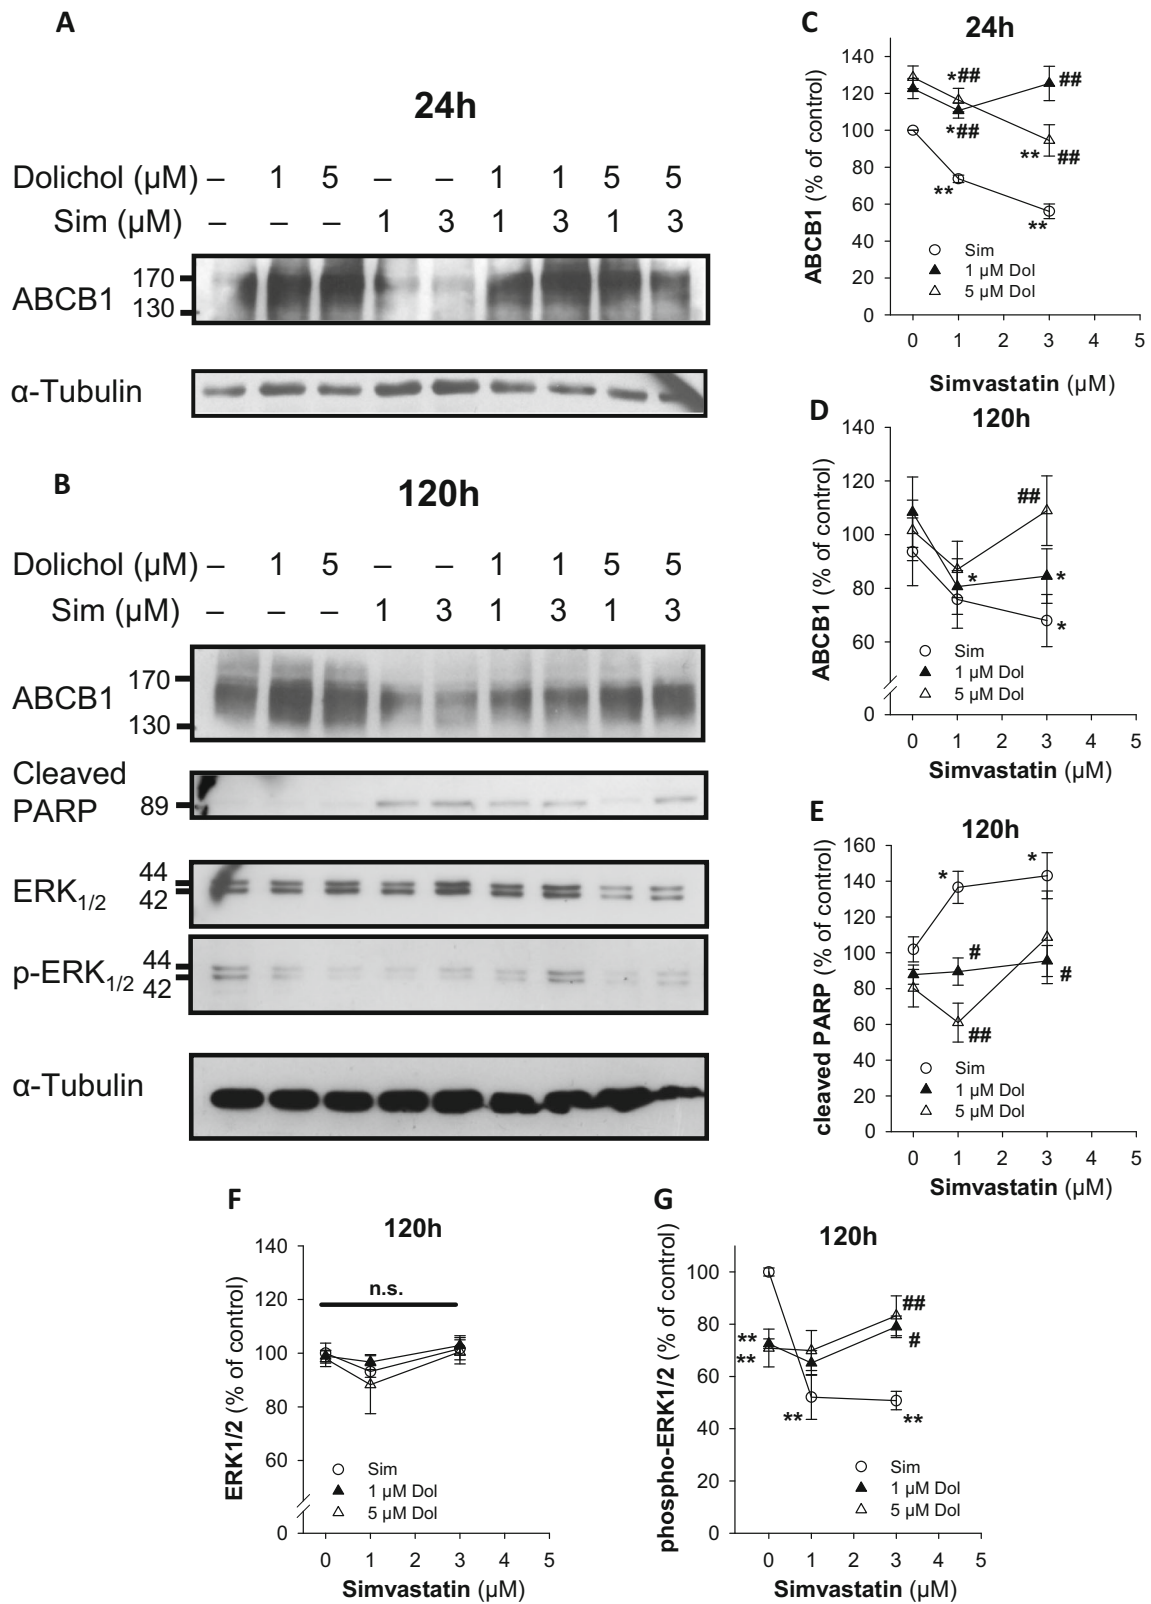 A
24h
Dolichol (µM) – 1 5 – – 1 1 5 5
Sim (µM) – – – 1 3 1 3 1 3
ABCB1
170
130
α-Tubulin
B
120h
Dolichol (µM) – 1 5 – – 1 1 5 5
Sim (µM) – – – 1 3 1 3 1 3
ABCB1
170
130
Cleaved
PARP
89
ERK1/2
44
42
p-ERK1/2
44
42
α-Tubulin
C
24h
ABCB1 (% of control)
140
120
100
80
60
40
20
0
*##
*##
##
** ##
**
**
Sim
1 µM Dol
5 µM Dol
0 1 2 3 4 5
Simvastatin (µM)
D
120h
ABCB1 (% of control)
140
120
100
80
60
0
##
*
*
*
Sim
1 µM Dol
5 µM Dol
0 1 2 3 4 5
Simvastatin (µM)
E
120h
cleaved PARP (% of control)
160
140
120
100
80
60
40
20
0
*
*
#
#
##
Sim
1 µM Dol
5 µM Dol
0 1 2 3 4 5
Simvastatin (µM)
F
120h
ERK1/2 (% of control)
140
120
100
80
60
0
n.s.
Sim
1 µM Dol
5 µM Dol
0 1 2 3 4 5
Simvastatin (µM)
G
120h
phospho-ERK1/2 (% of control)
100
80
60
40
20
0
**
**
##
#
**
**
Sim
1 µM Dol
5 µM Dol
0 1 2 3 4 5
Simvastatin (µM)